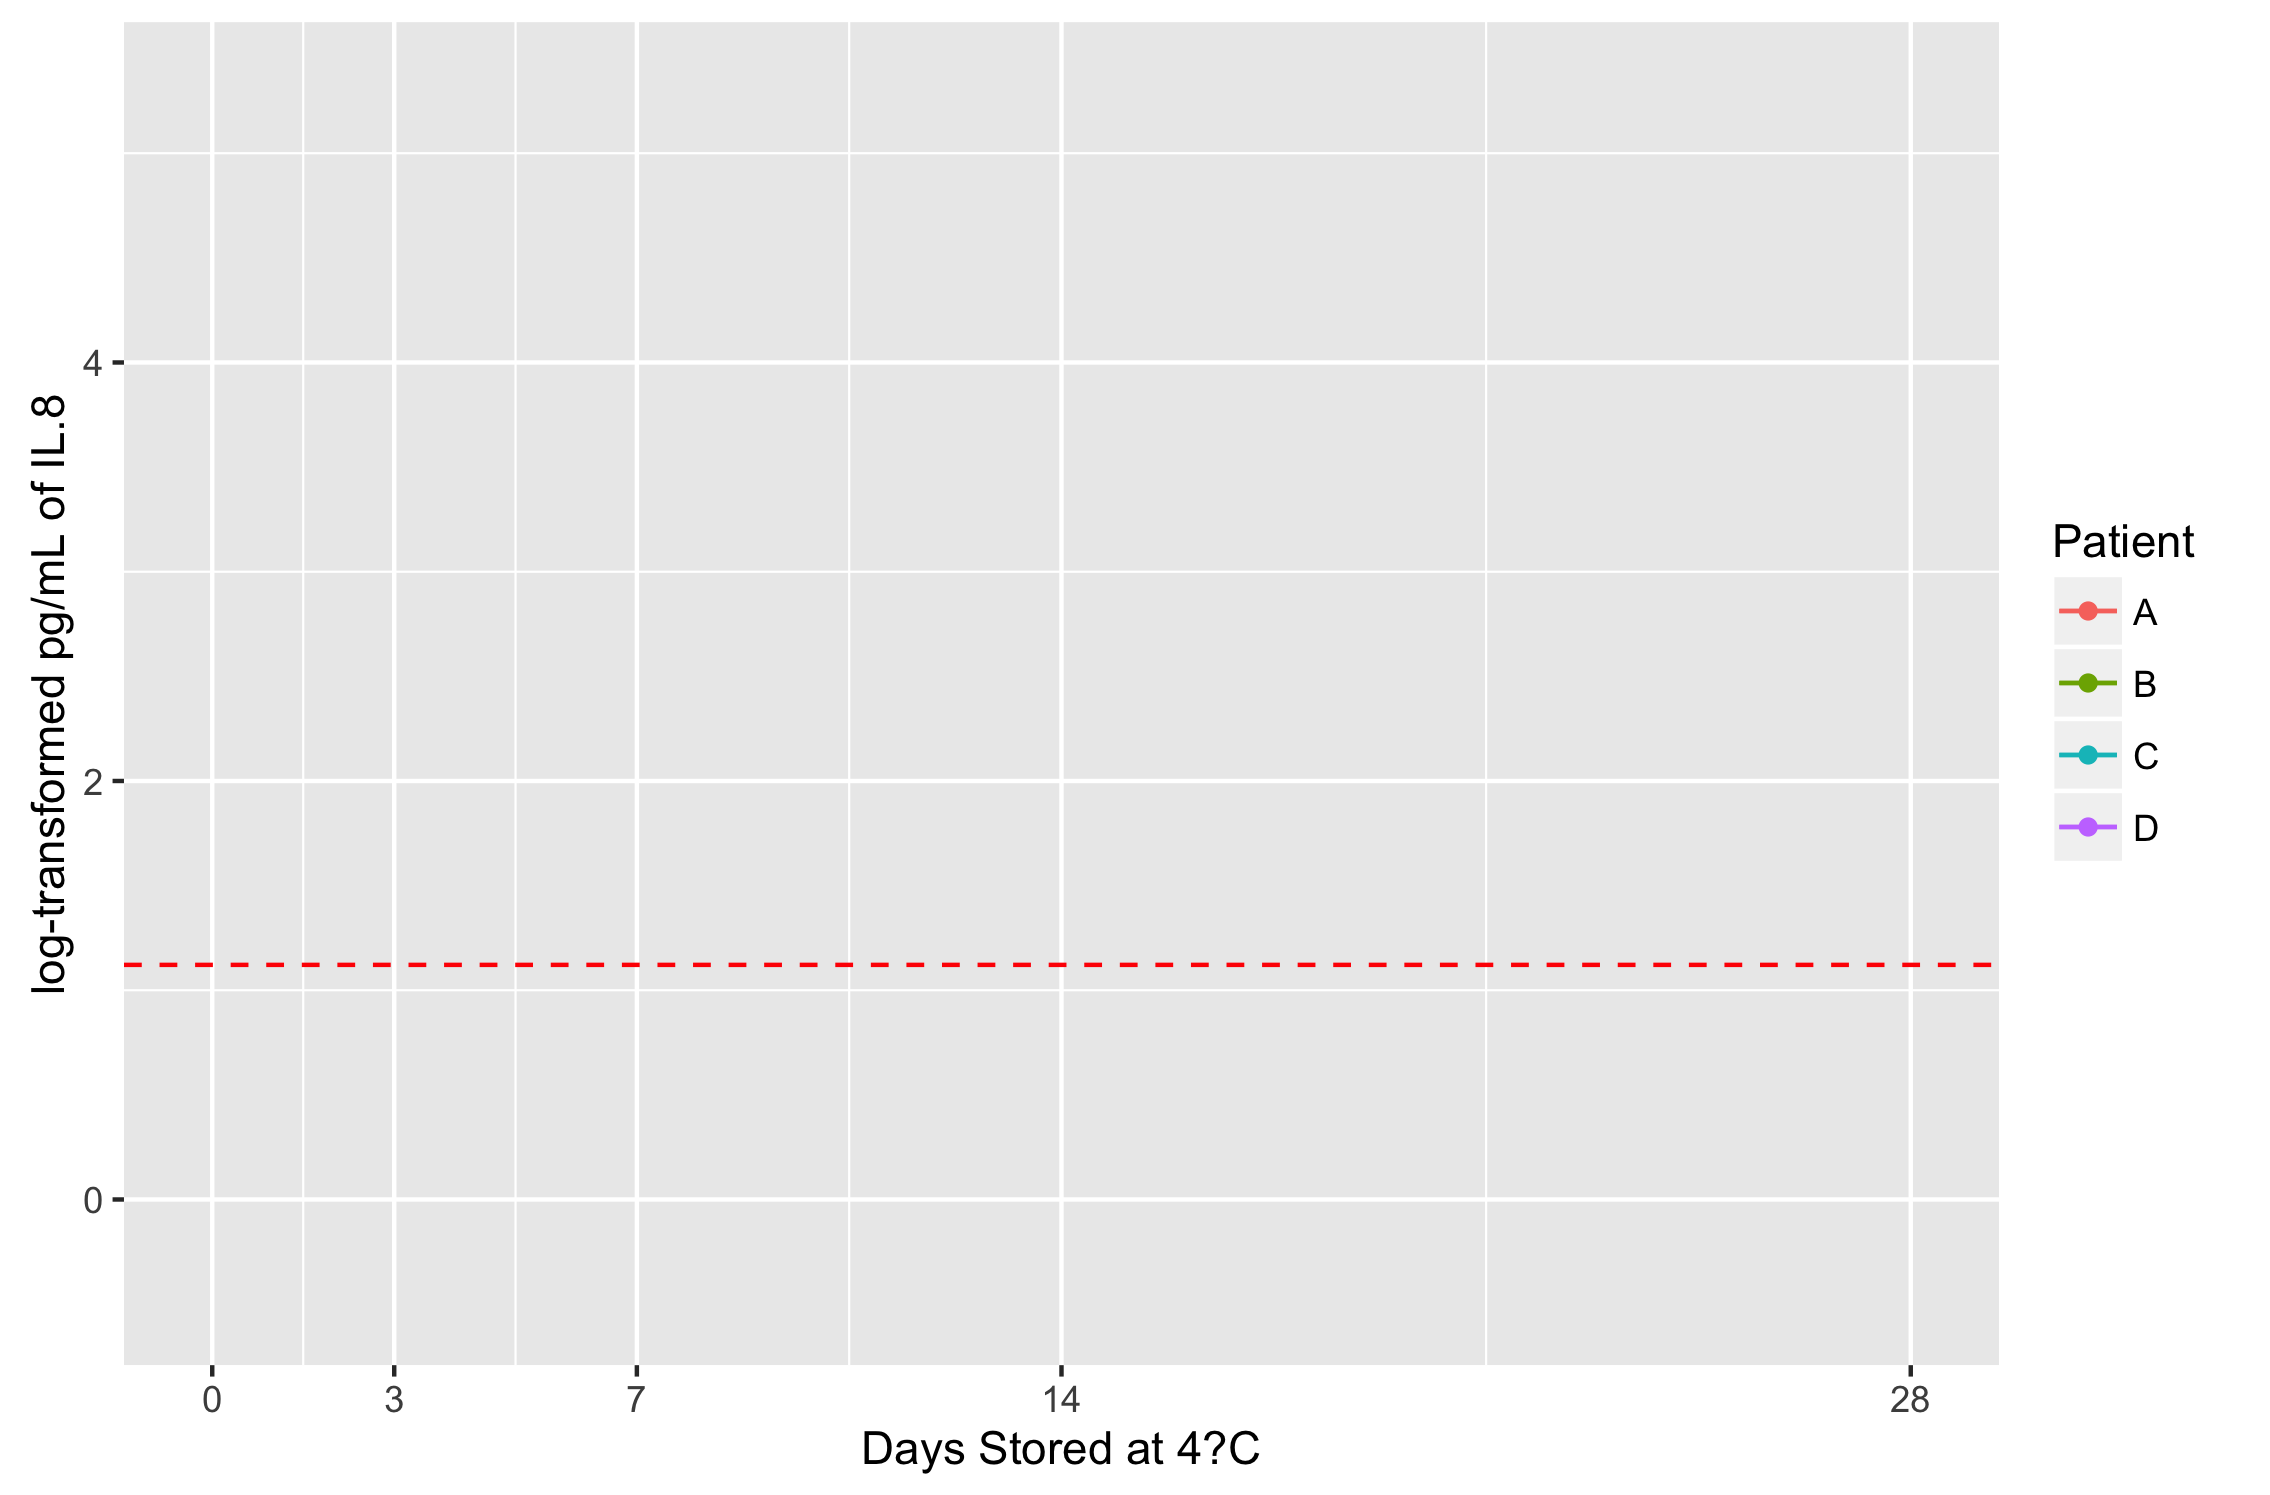 log-transformed pg/mL of IL.8
4
2
0
0 3 7 14 28
Days Stored at 4?C
Patient
A
B
C
D